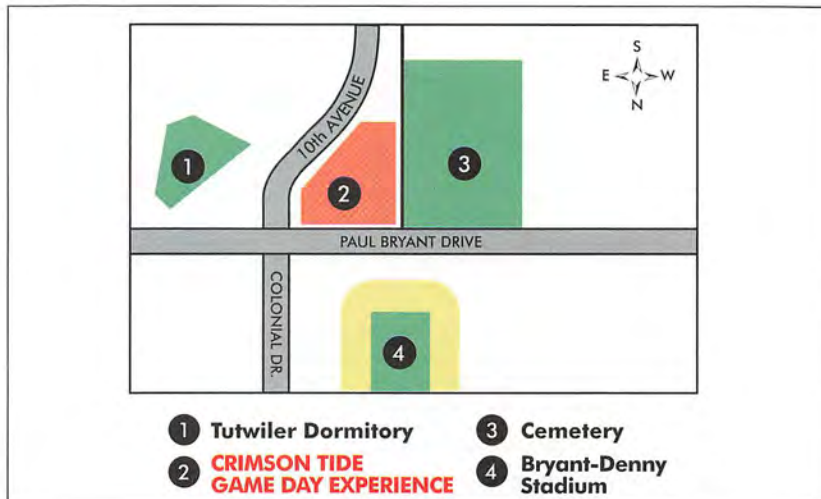 S
E W
N
10th AVENUE
1
2
3
PAUL BRYANT DRIVE
COLONIAL DR.
4
1 Tutwiler Dormitory
2 CRIMSON TIDE
GAME DAY EXPERIENCE
3 Cemetery
4 Bryant-Denny
Stadium